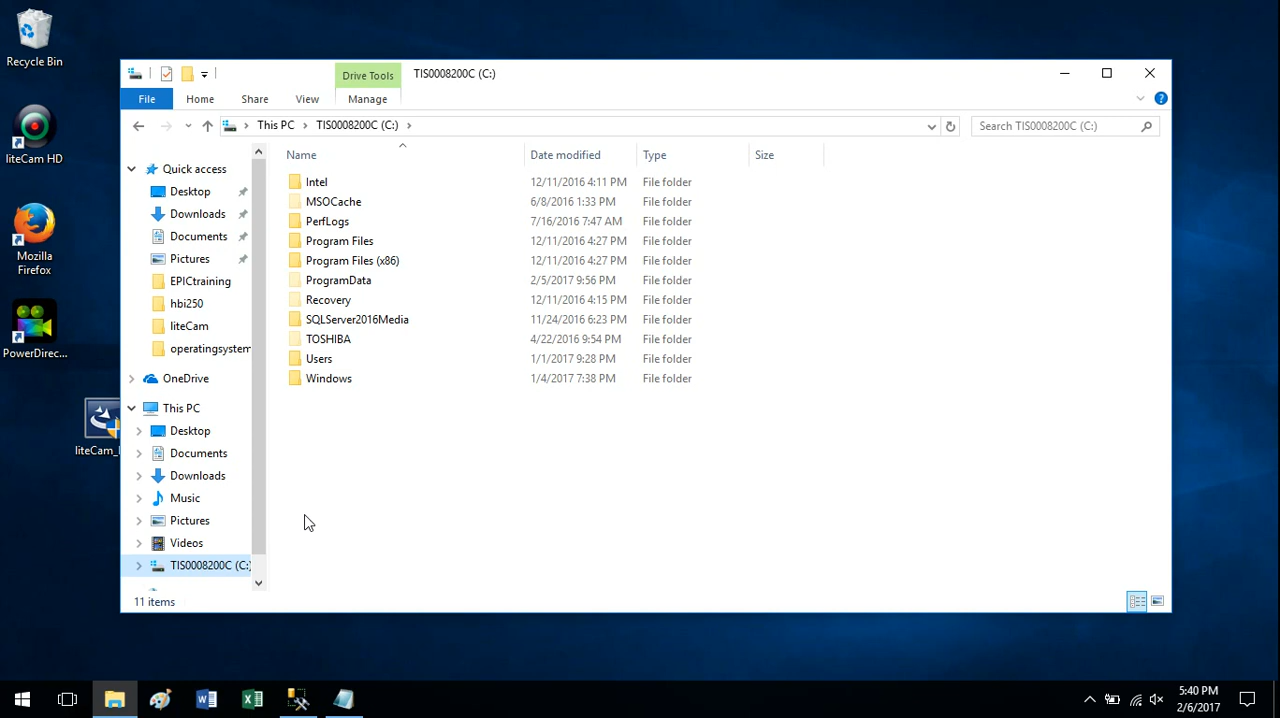 Recycle Bin
liteCam HD
Mozilla
Firefox
PowerDirec...
liteCam_
Drive Tools
TIS0008200C (C:)
File
Home
Share
View
Manage
This PC
TIS0008200C (C:)
Search TIS0008200C (C:)
Quick access
Desktop
Downloads
Documents
Pictures
EPICtraining
hbi250
liteCam
operatingsystem
OneDrive
This PC
Desktop
Documents
Downloads
Music
Pictures
Videos
TIS0008200C (C:)
Name Date modified Type Size
Intel 12/11/2016 4:11 PM File folder
MSOCache 6/8/2016 1:33 PM File folder
PerfLogs 7/16/2016 7:47 AM File folder
Program Files 12/11/2016 4:27 PM File folder
Program Files (x86) 12/11/2016 4:27 PM File folder
ProgramData 2/5/2017 9:56 PM File folder
Recovery 12/11/2016 4:15 PM File folder
SQLServer2016Media 11/24/2016 6:23 PM File folder
TOSHIBA 4/22/2016 9:54 PM File folder
Users 1/1/2017 9:28 PM File folder
Windows 1/4/2017 7:38 PM File folder
11 items
5:40 PM
2/6/2017